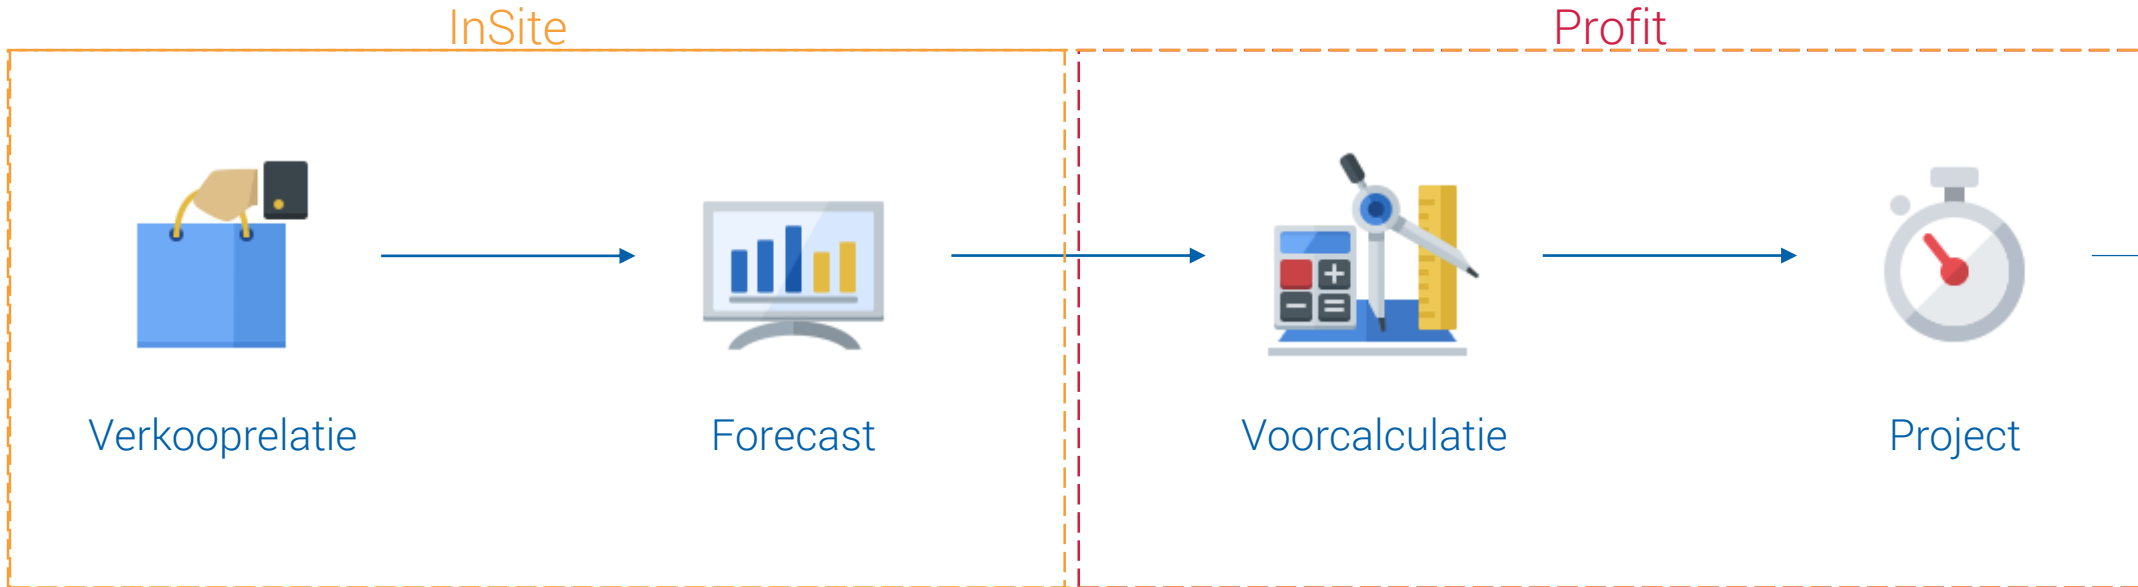 InSite
Profit
Verkooprelatie
Forecast
Voorcalculatie
Project